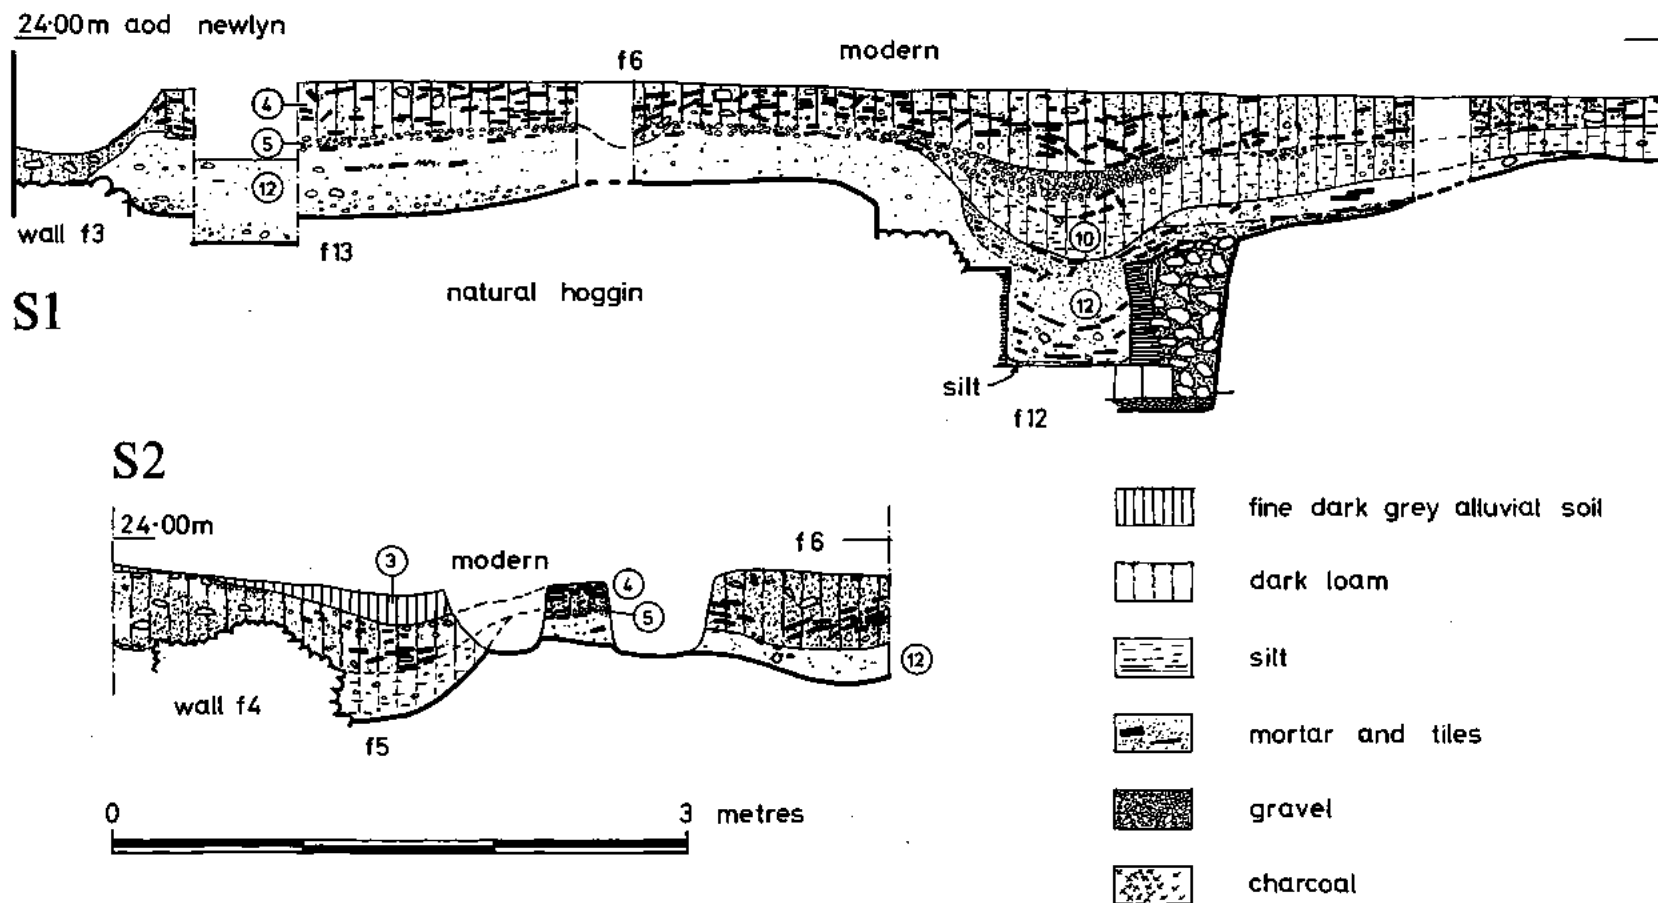 24·00m aod newlyn
modern
f6
4
5
12
wall f3
f13
natural hoggin
10
12
silt
f12
S1
S2
24·00m
3
modern
f6
4
5
12
wall f4
f5
0 3 metres
fine dark grey alluvial soil
dark loam
silt
mortar and tiles
gravel
charcoal